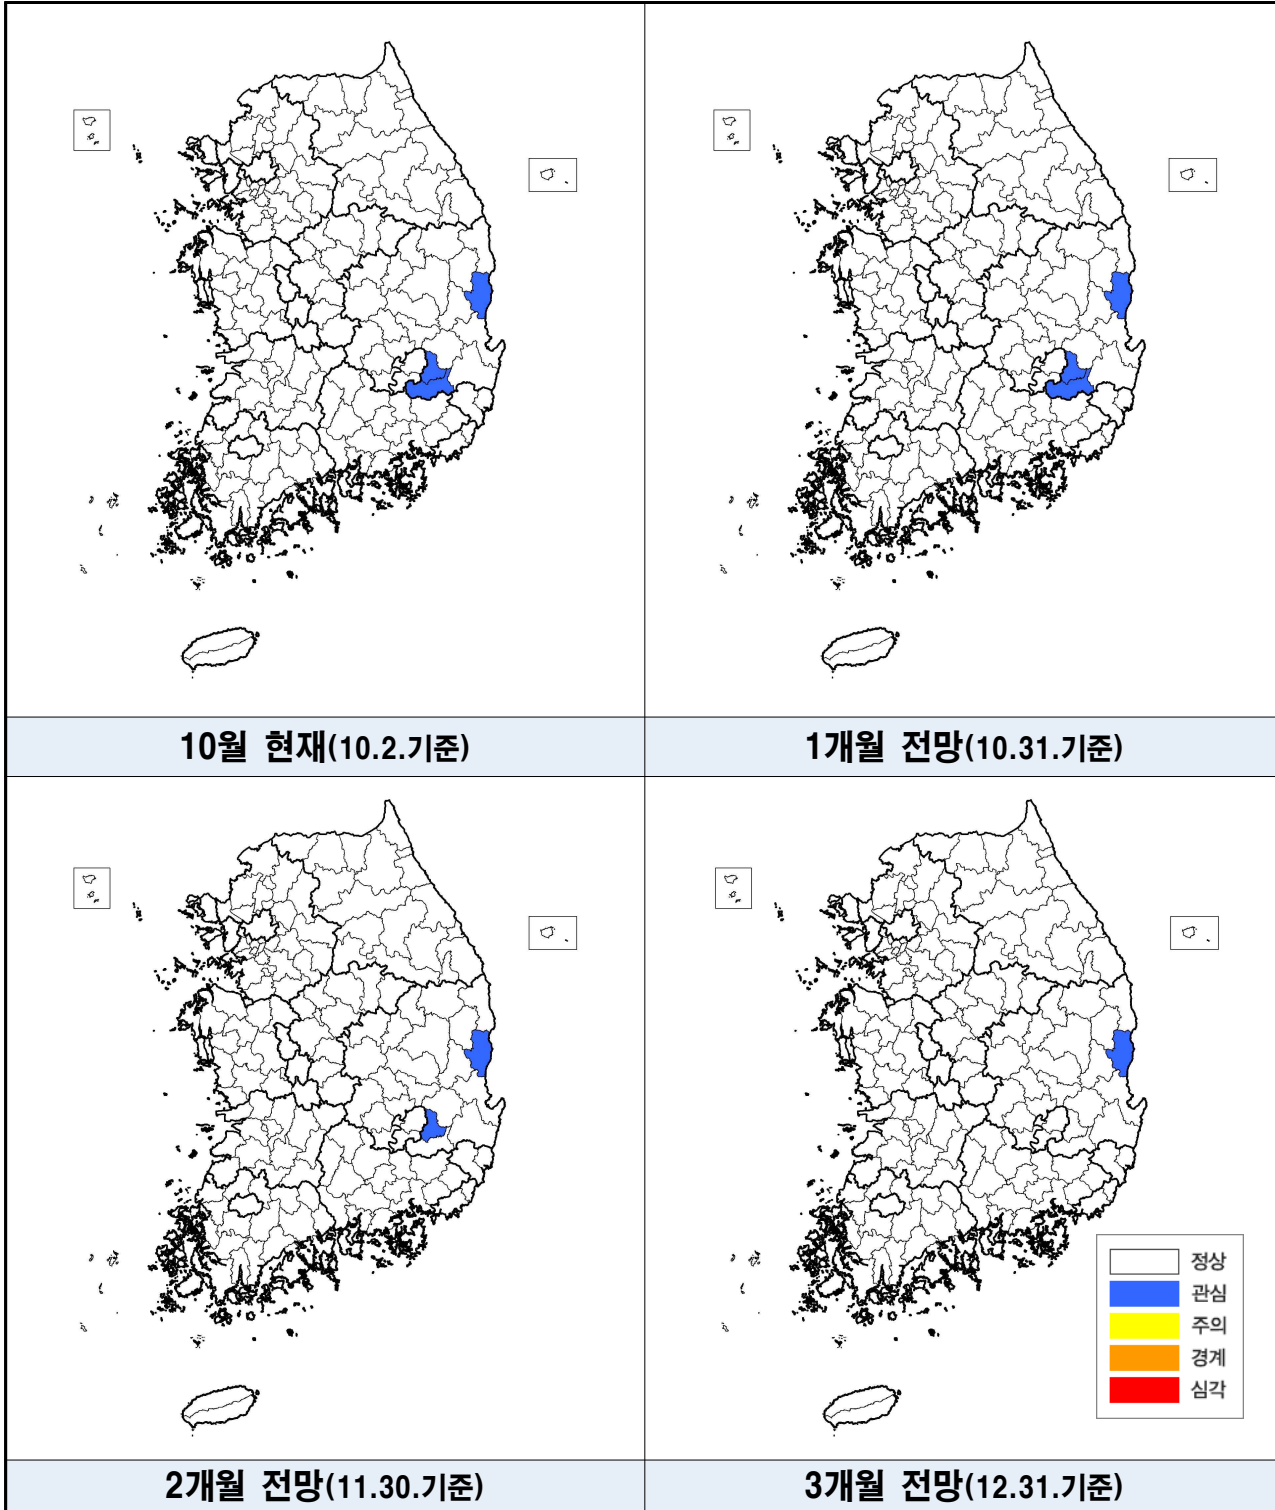 10월 현재(10.2.기준)
1개월 전망(10.31.기준)
정상
관심
주의
경계
심각
2개월 전망(11.30.기준)
3개월 전망(12.31.기준)